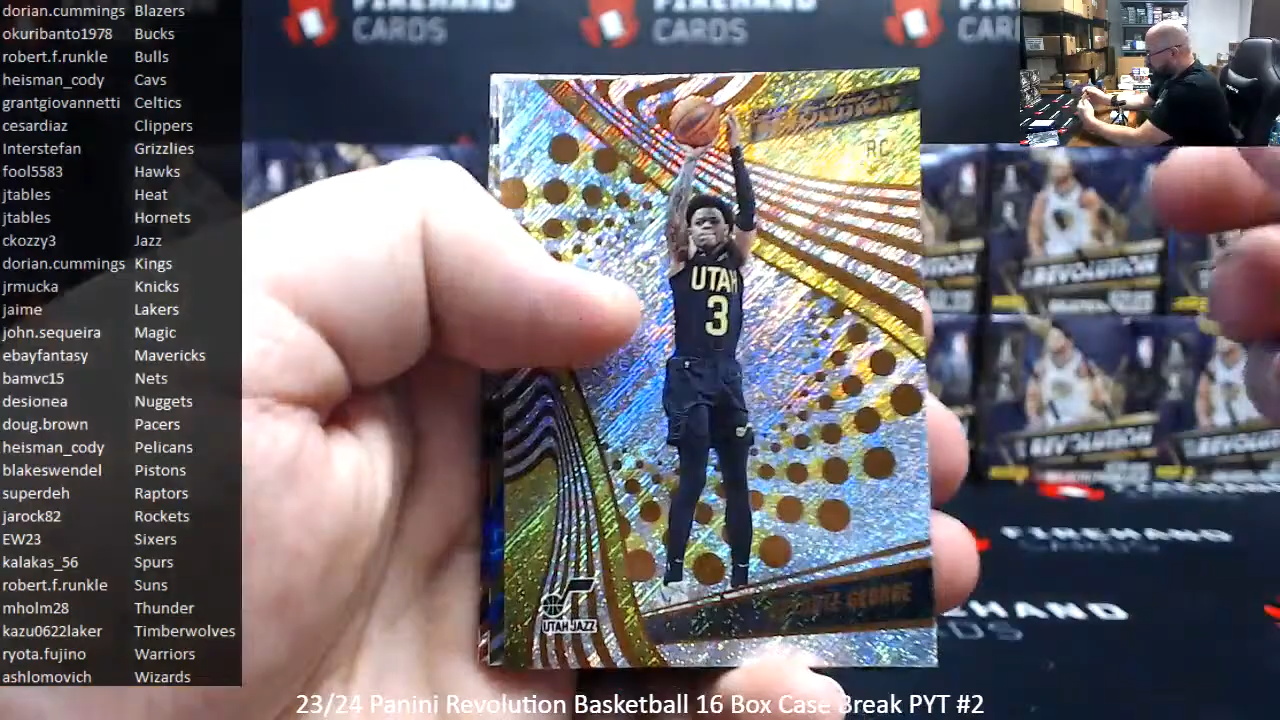 dorian.cummings Blazers
okuribanto1978 Bucks
robert.f.runkle Bulls
heisman_cody Cavs
grantgiovannetti Celtics
cesardiaz Clippers
Interstefan Grizzlies
fool5583 Hawks
jtables Heat
jtables Hornets
ckozzy3 Jazz
dorian.cummings Kings
jrmucka Knicks
jaime Lakers
john.sequeira Magic
ebayfantasy Mavericks
bamvc15 Nets
desionea Nuggets
doug.brown Pacers
heisman_cody Pelicans
blakeswendel Pistons
superdeh Raptors
jarock82 Rockets
EW23 Sixers
kalakas_56 Spurs
robert.f.runkle Suns
mholm28 Thunder
kazu0622laker Timberwolves
ryota.fujino Warriors
ashlomovich Wizards
CARDS
CARDS
RC
UTAH
3
GEORGE
UTAH JAZZ
REVOLUTION
REVOLUTION
FIREHAND
23/24 Panini Revolution Basketball 16 Box Case Break PYT #2